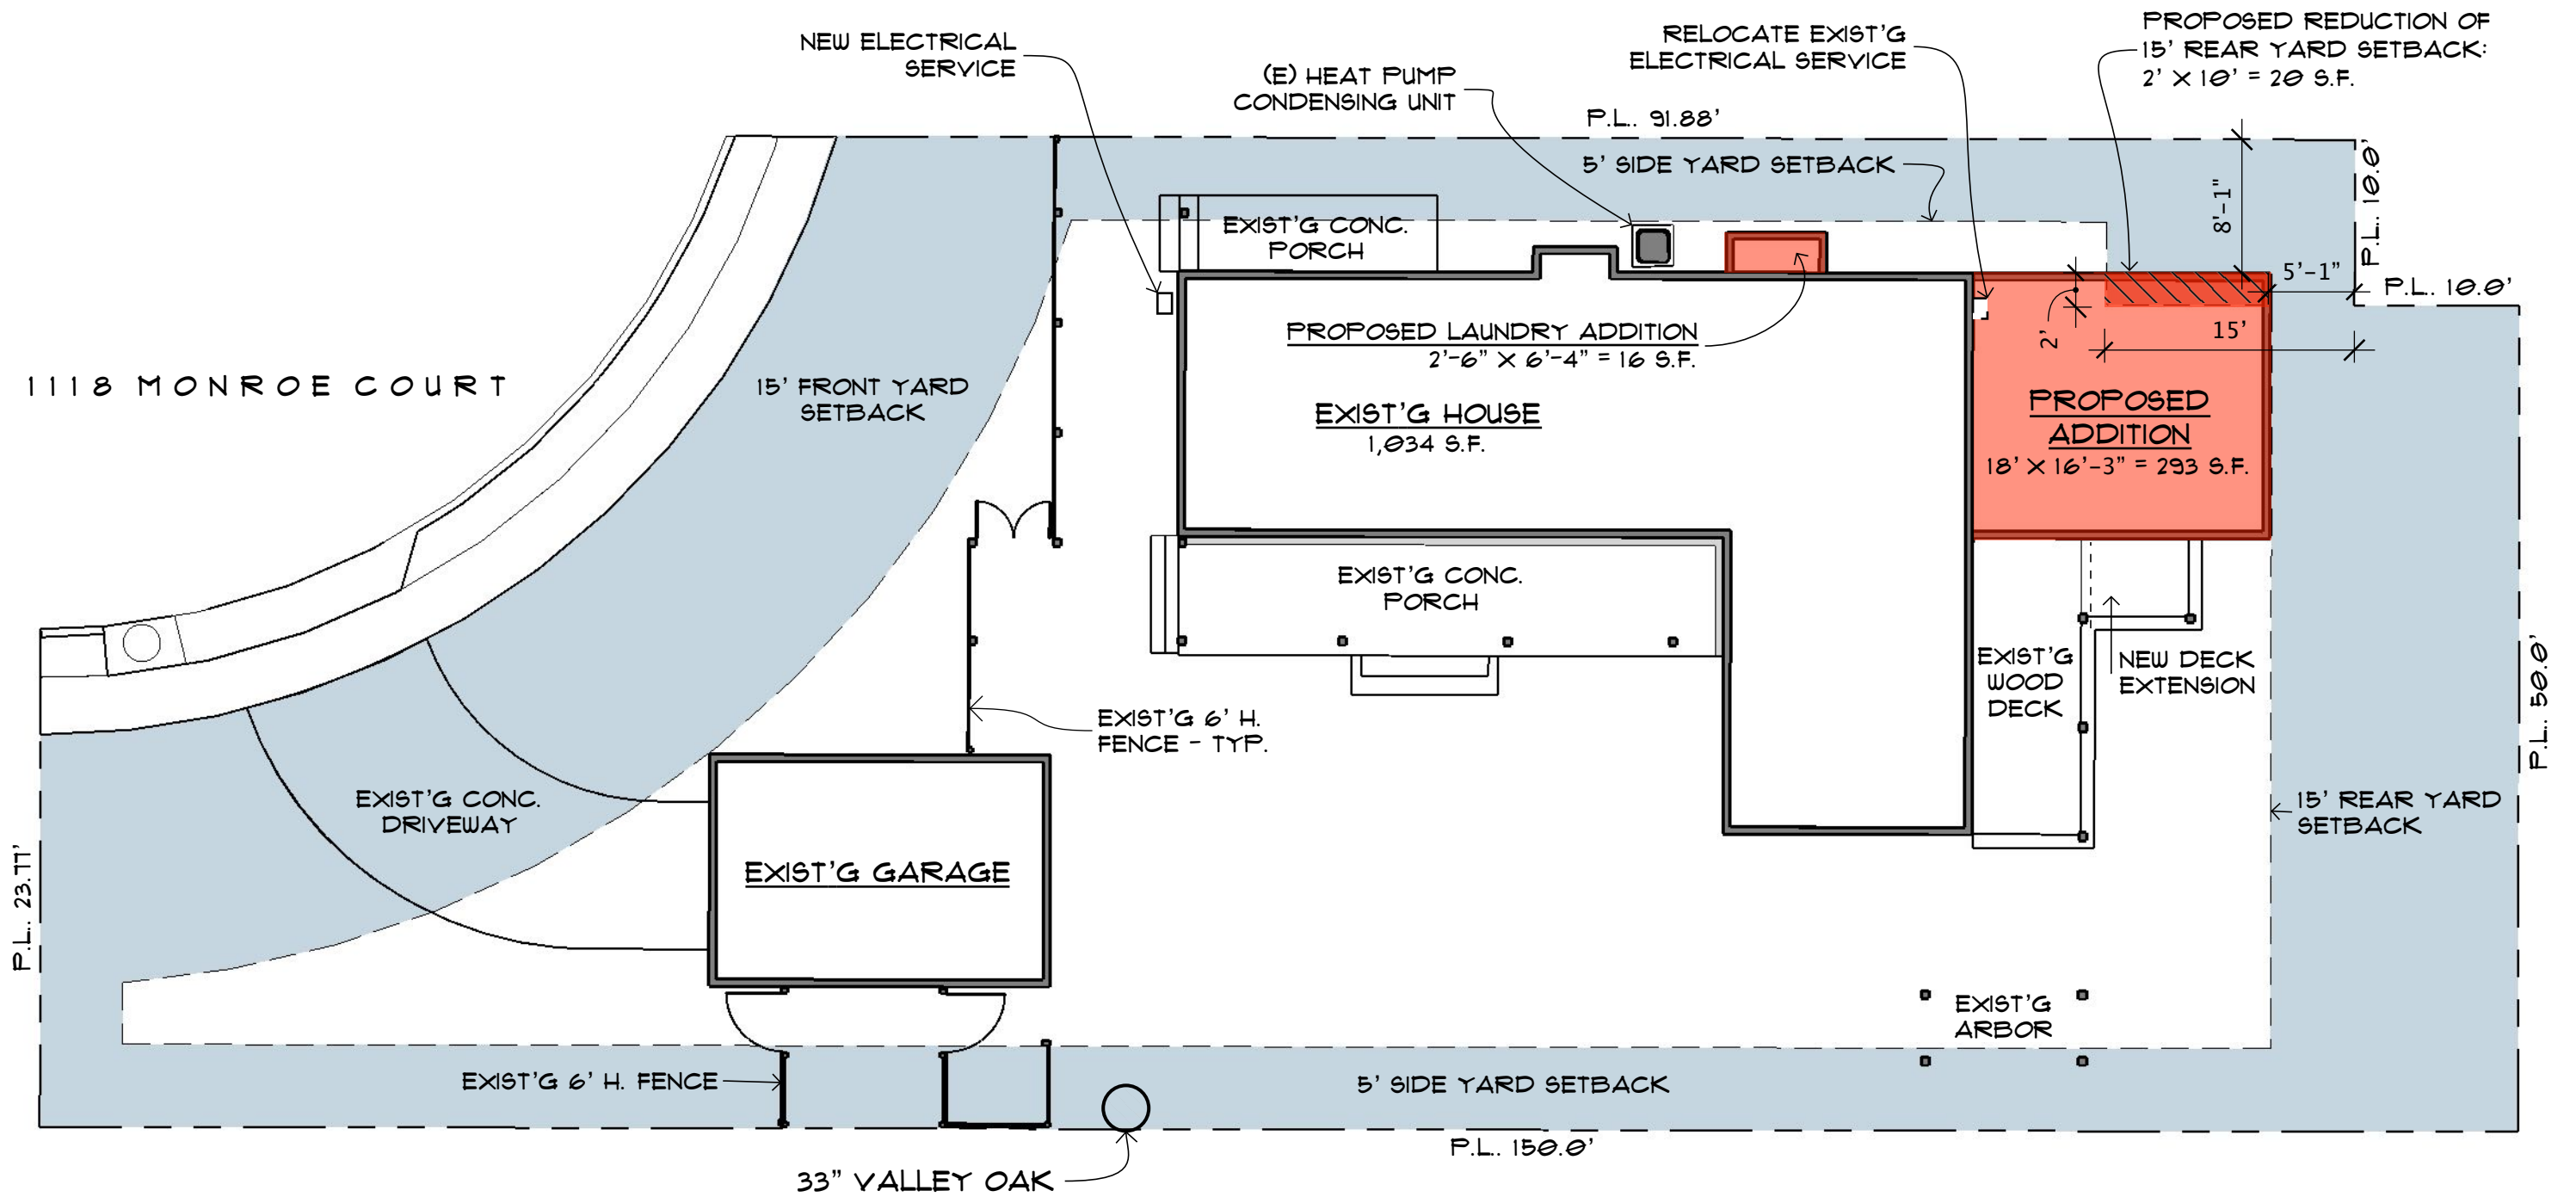 NEW ELECTRICAL
SERVICE
(E) HEAT PUMP
CONDENSING UNIT
RELOCATE EXIST'G
ELECTRICAL SERVICE
PROPOSED REDUCTION OF
15' REAR YARD SETBACK:
2' X 10' = 20 S.F.
P.L.. 91.88'
5' SIDE YARD SETBACK
P.L.. 10.0'
8'-1"
5'-1"
P.L.. 10.0'
EXIST'G CONC.
PORCH
2'
15'
PROPOSED LAUNDRY ADDITION
2'-6" X 6'-4" = 16 S.F.
1118 MONROE COURT
15' FRONT YARD
SETBACK
EXIST'G HOUSE
1,034 S.F.
PROPOSED
ADDITION
18' X 16'-3" = 293 S.F.
EXIST'G CONC.
PORCH
EXIST'G
WOOD
DECK
NEW DECK
EXTENSION
P.L.. 50.0'
EXIST'G 6' H.
FENCE - TYP.
EXIST'G CONC.
DRIVEWAY
15' REAR YARD
SETBACK
EXIST'G GARAGE
P.L.. 23.77'
EXIST'G
ARBOR
EXIST'G 6' H. FENCE
5' SIDE YARD SETBACK
P.L.. 150.0'
33" VALLEY OAK